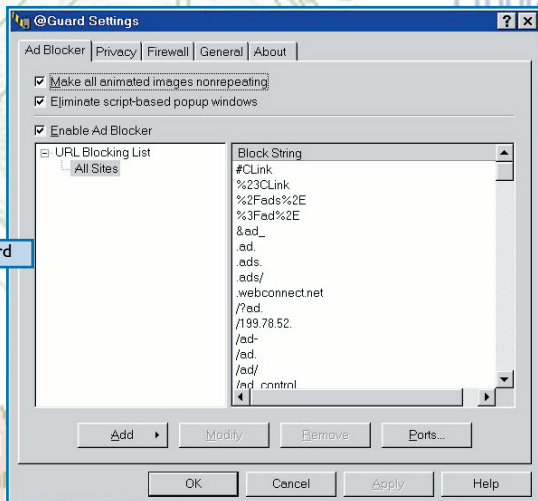 @Guard Settings
Ad Blocker Privacy Firewall General About
Make all animated images nonrepeating
Eliminate script-based popup windows
Enable Ad Blocker
URL Blocking List
All Sites
Block String
#CLink
%23CLink
%2Fads%2E
%3Fad%2E
&ad_
.ad.
.ads.
.ads/
.webconnect.net
/?ad.
/199.78.52.
/ad-
/ad.
/ad/
/ad_control
rd
Add Modify Remove Ports...
OK Cancel Apply Help